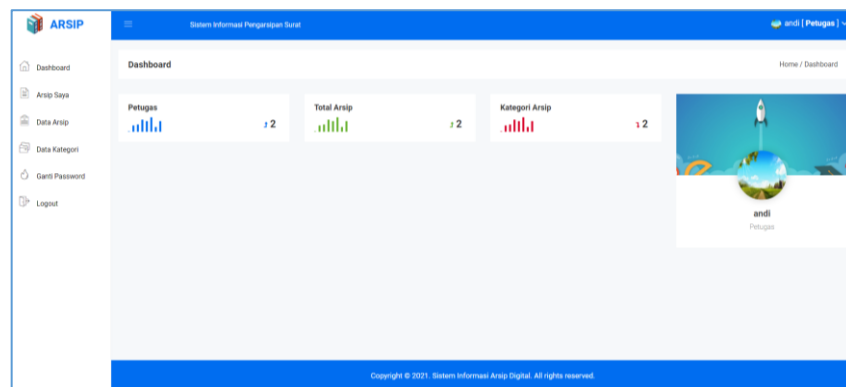 ARSIP
Sistem Informasi Pengarsipan Surat
andi [ Petugas ]
Dashboard
Arsip Saya
Data Arsip
Data Kategori
Ganti Password
Logout
Dashboard
Home / Dashboard
Petugas
2
Total Arsip
2
Kategori Arsip
2
andi
Petugas
Copyright © 2021. Sistem Informasi Arsip Digital. All rights reserved.